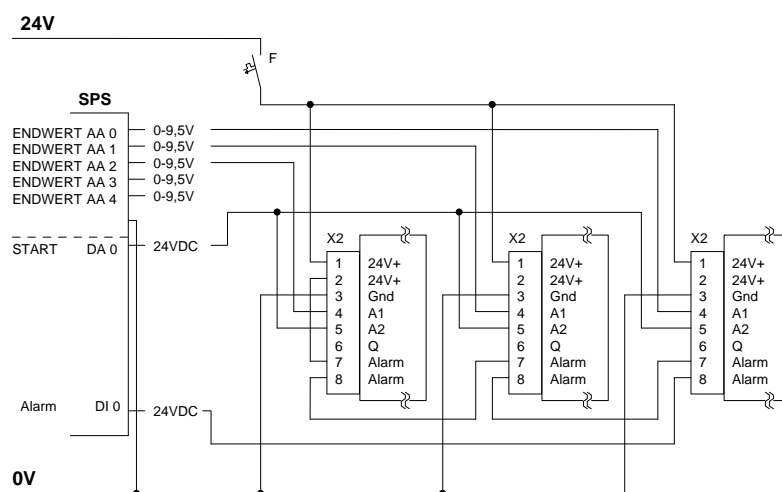 24V
F
SPS
ENDWERT AA 0 0-9,5V
ENDWERT AA 1 0-9,5V
ENDWERT AA 2 0-9,5V
ENDWERT AA 3 0-9,5V
ENDWERT AA 4 0-9,5V
START DA 0 24VDC
X2
1 24V+
2 24V+
3 Gnd
4 A1
5 A2
6 Q
7 Alarm
8 Alarm
X2
1 24V+
2 24V+
3 Gnd
4 A1
5 A2
6 Q
7 Alarm
8 Alarm
X2
1 24V+
2 24V+
3 Gnd
4 A1
5 A2
6 Q
7 Alarm
8 Alarm
Alarm DI 0 24VDC
0V